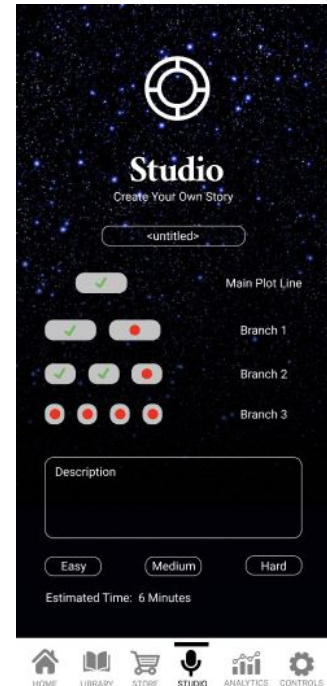 Studio
Create Your Own Story
<untitled>
Main Plot Line
Branch 1
Branch 2
Branch 3
Description
Easy Medium Hard
Estimated Time: 6 Minutes
HOME LIBRARY STORE STUDIO ANALYTICS CONTROLS